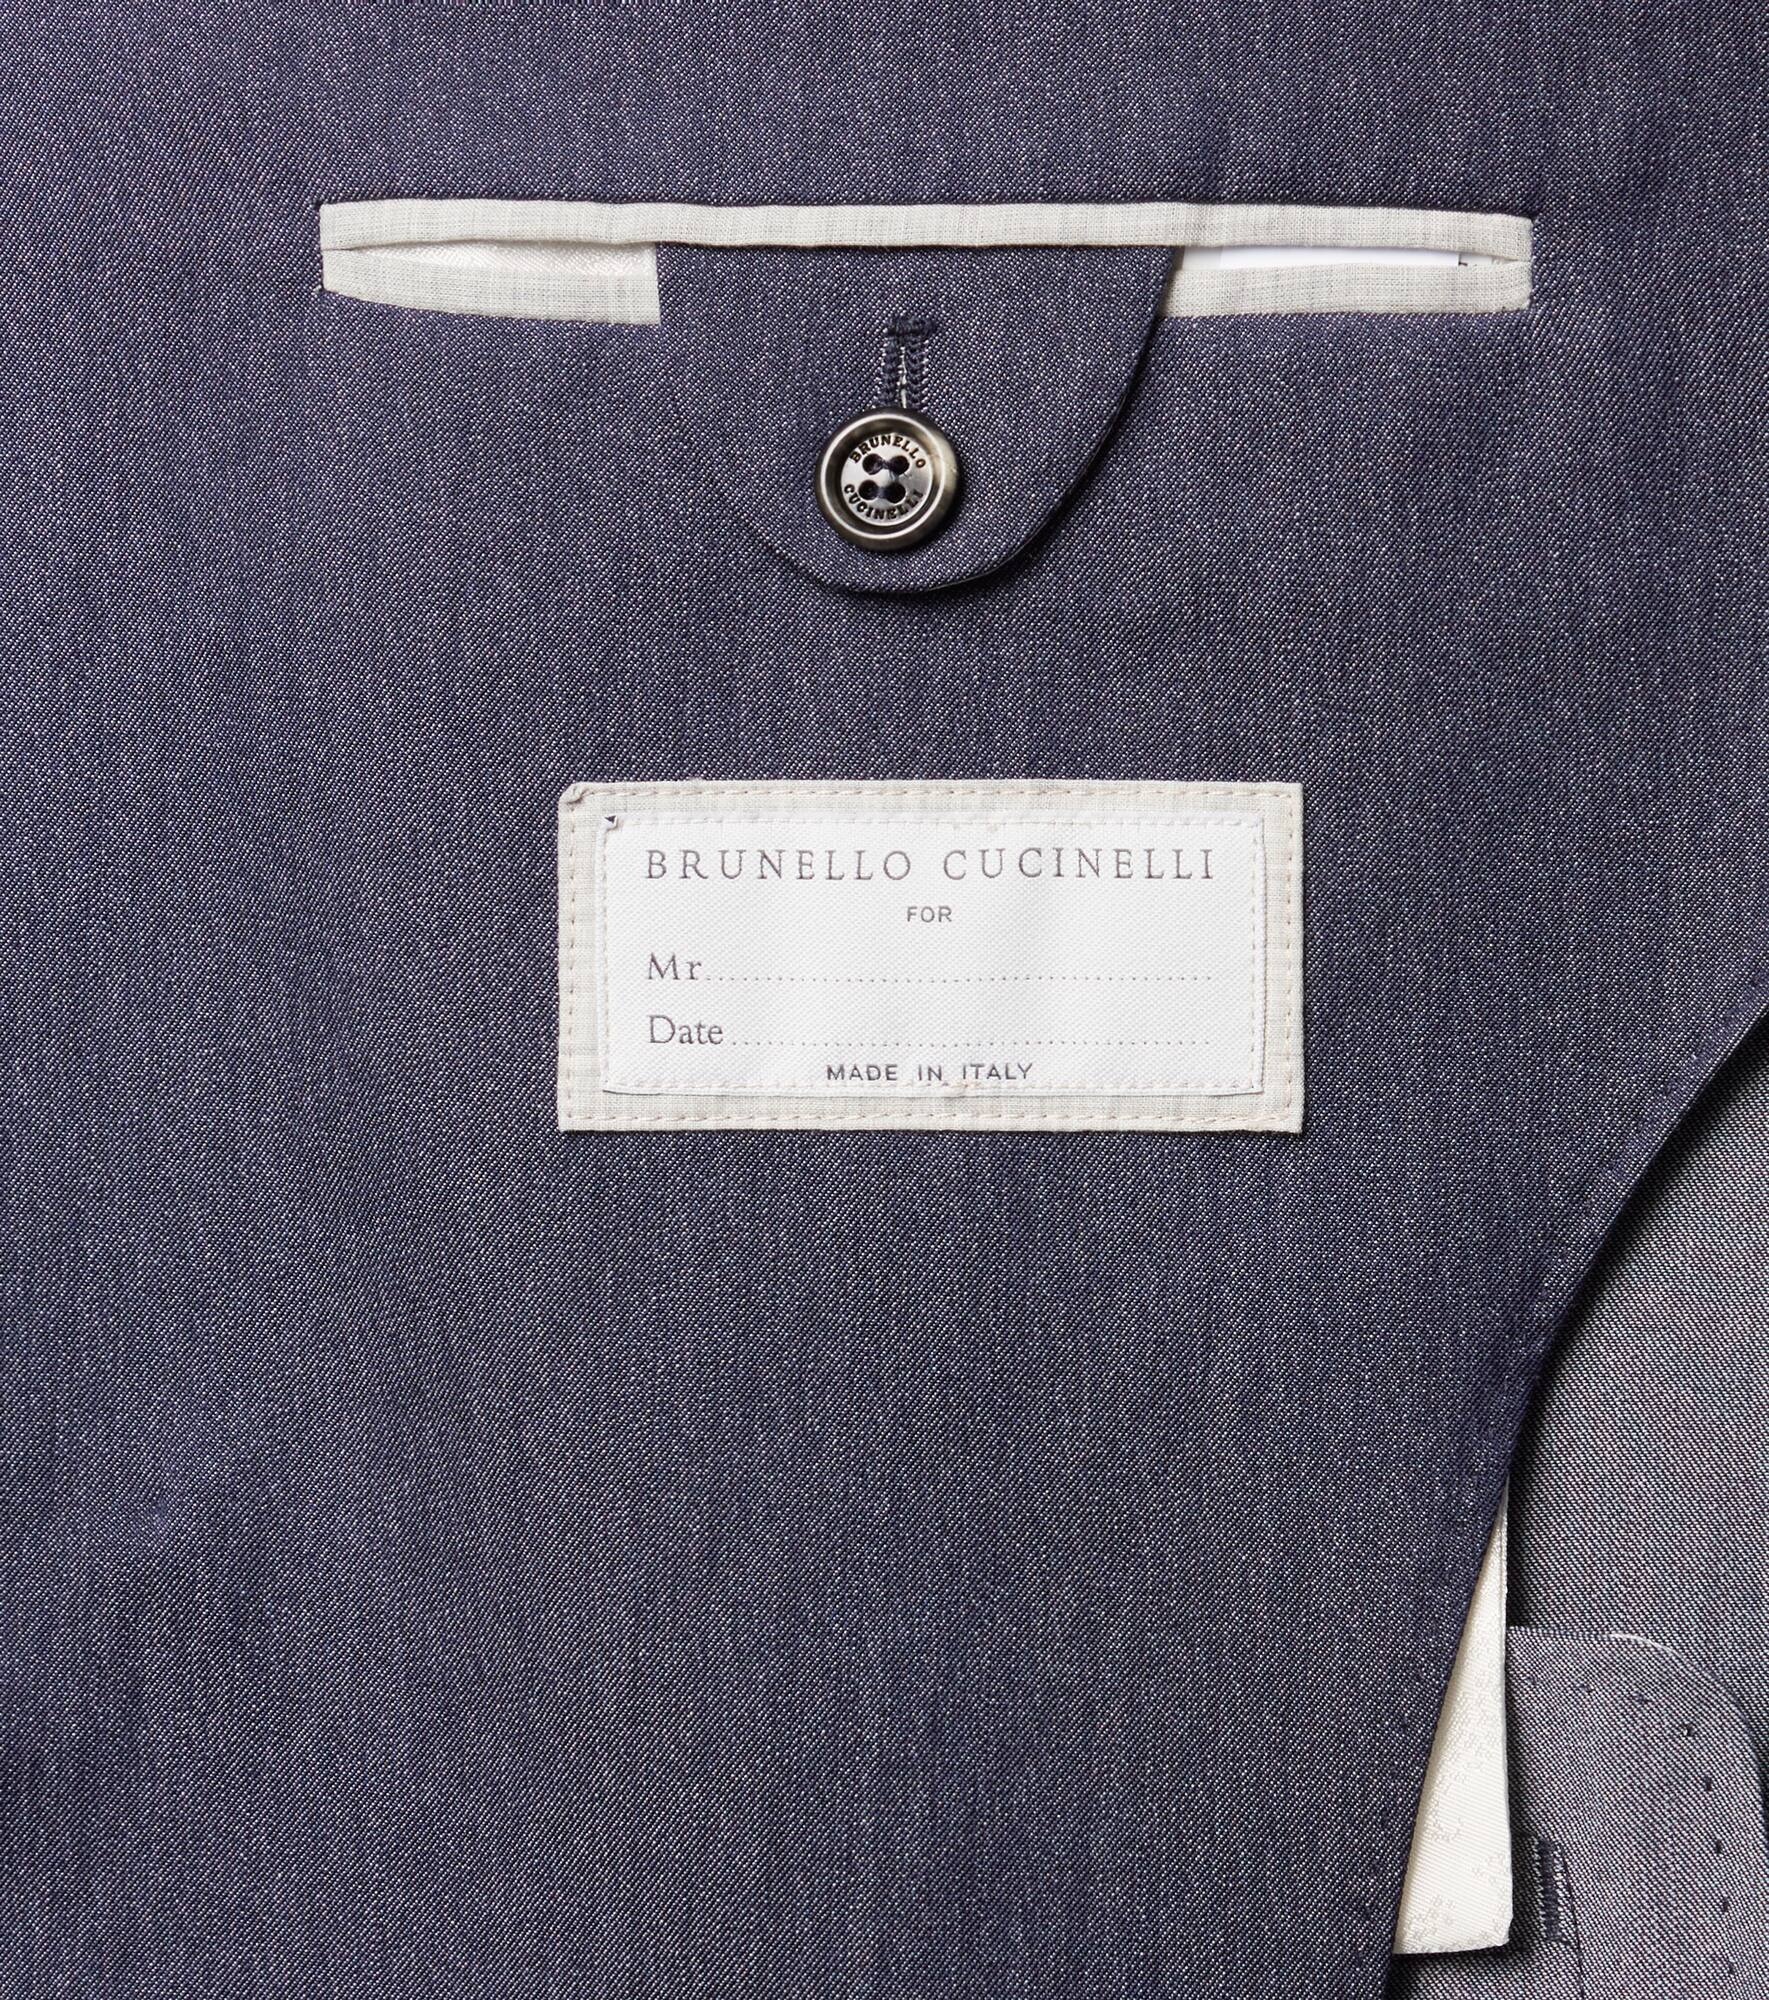 BRUNELLO
CUCINELLI
BRUNELLO CUCINELLI
FOR
Mr................................................
Date................................................
MADE IN ITALY